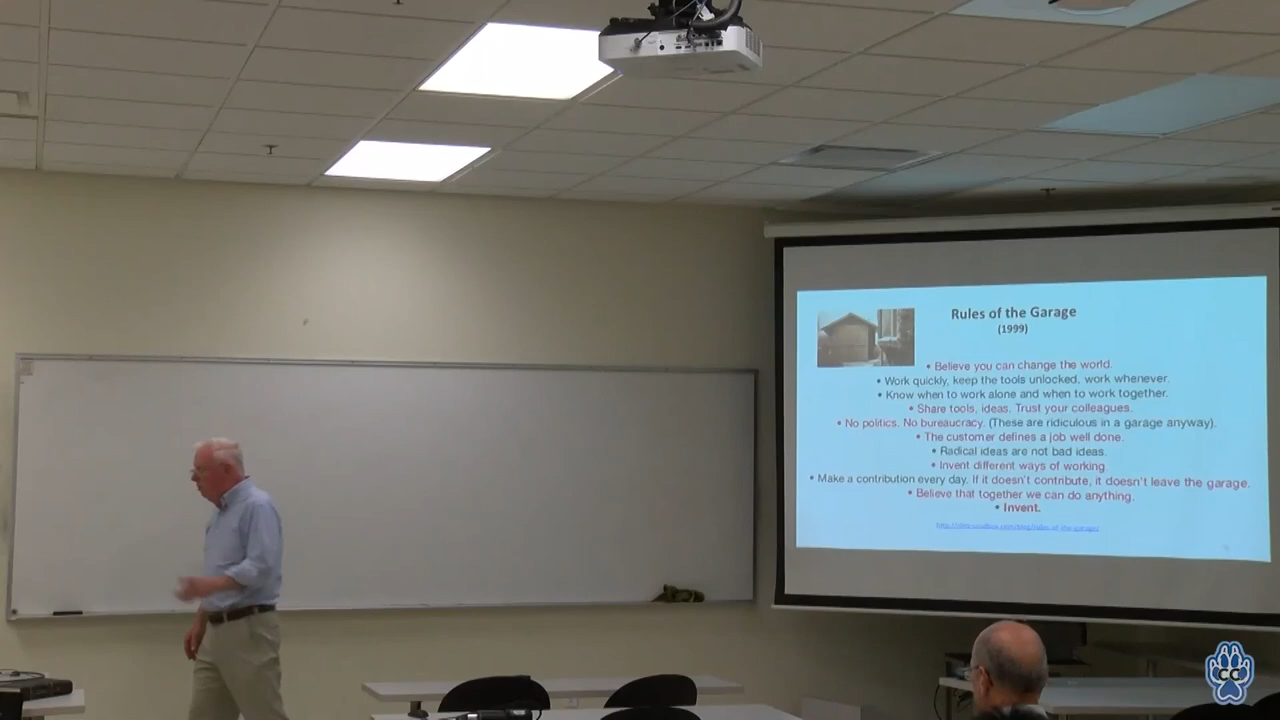 Rules of the Garage
(1999)
• Believe you can change the world.
• Work quickly, keep the tools unlocked, work whenever.
• Know when to work alone and when to work together.
• Share tools, ideas. Trust your colleagues.
• No politics. No bureaucracy. (These are ridiculous in a garage anyway).
• The customer defines a job well done.
• Radical ideas are not bad ideas.
• Invent different ways of working.
• Make a contribution every day. If it doesn't contribute, it doesn't leave the garage.
• Believe that together we can do anything.
• Invent.
CC